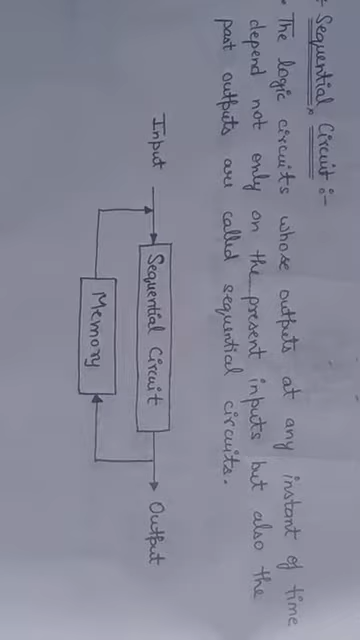 * Sequential Circuit :-
• The logic circuits whose outputs at any instant of time
depend not only on the present inputs but also the
past outputs are called sequential circuits.
Input
Sequential Circuit
Output
Memory